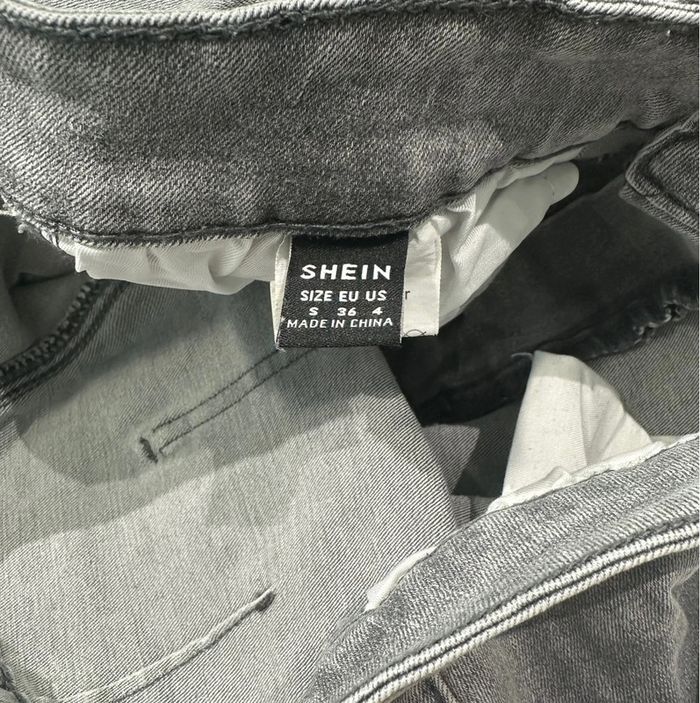 SHEIN
SIZE EU US
S 36 4
MADE IN CHINA
r